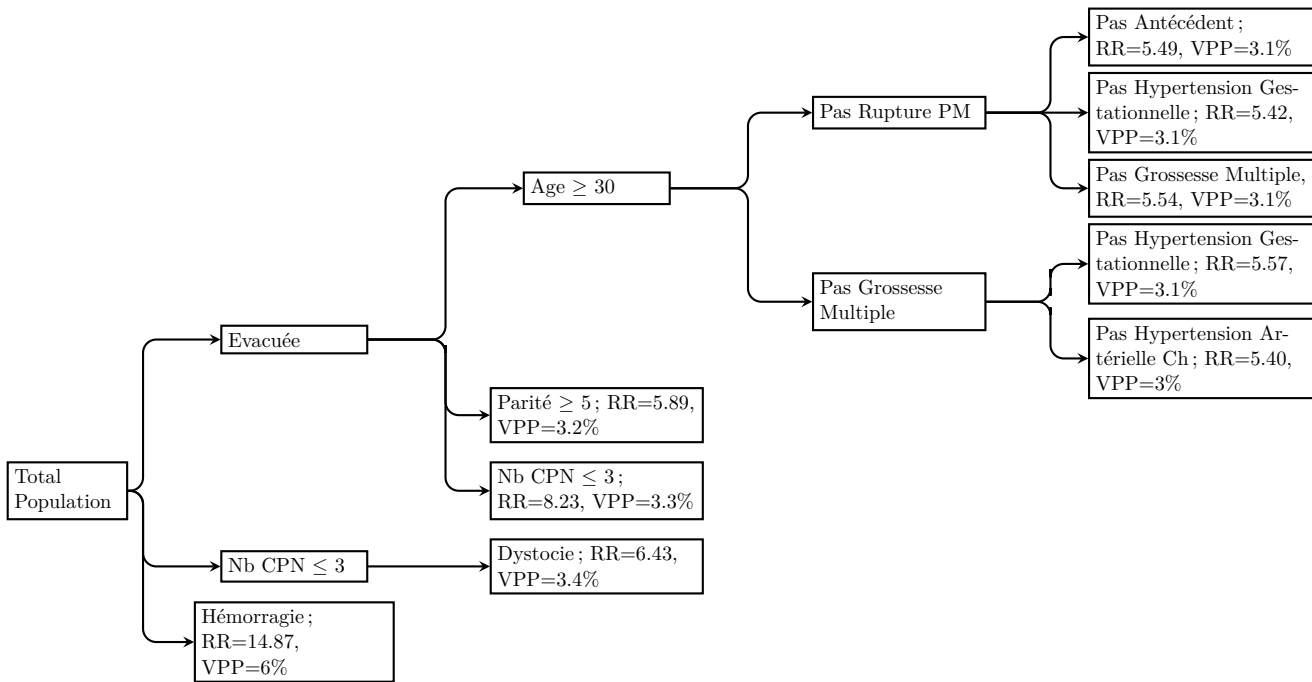 Pas Antécédent ;
RR=5.49, VPP=3.1%
Pas Hypertension Ges-
tationnelle ; RR=5.42,
VPP=3.1%
Pas Rupture PM
Pas Grossesse Multiple,
RR=5.54, VPP=3.1%
Age ≥ 30
Pas Hypertension Ges-
tationnelle ; RR=5.57,
VPP=3.1%
Pas Grossesse
Multiple
Pas Hypertension Ar-
térielle Ch ; RR=5.40,
VPP=3%
Evacuée
Parité ≥ 5 ; RR=5.89,
VPP=3.2%
Total
Population
Nb CPN ≤ 3 ;
RR=8.23, VPP=3.3%
Nb CPN ≤ 3
Dystocie ; RR=6.43,
VPP=3.4%
Hémorragie ;
RR=14.87,
VPP=6%